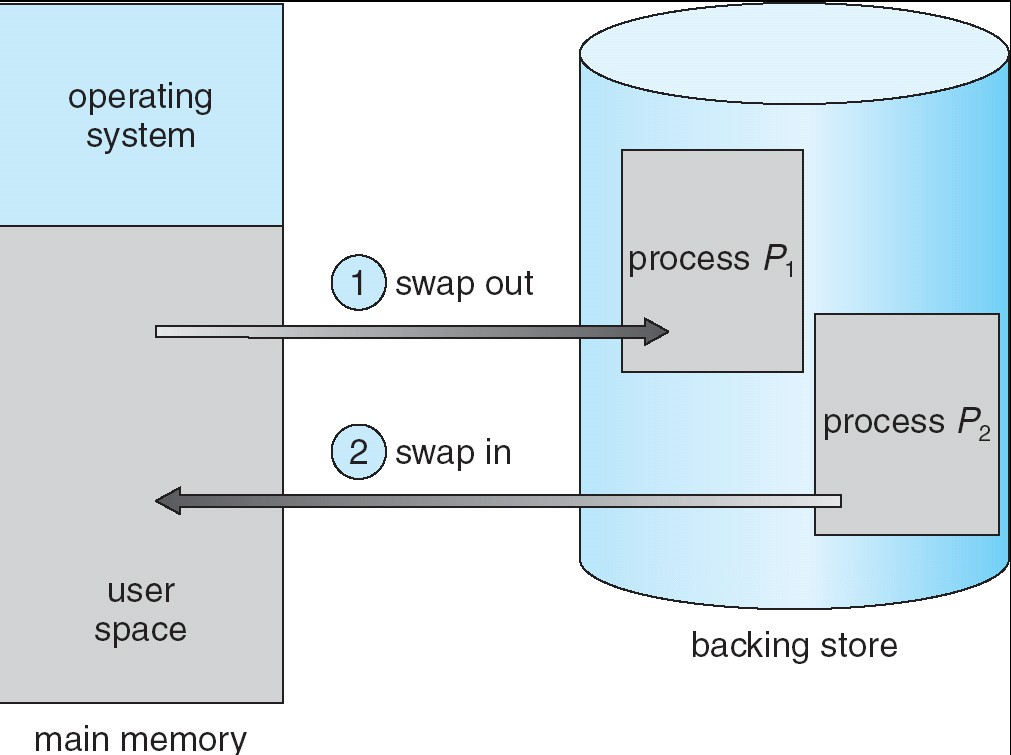 operating
system
process P1
1 swap out
process P2
2 swap in
user
space
backing store
main memory